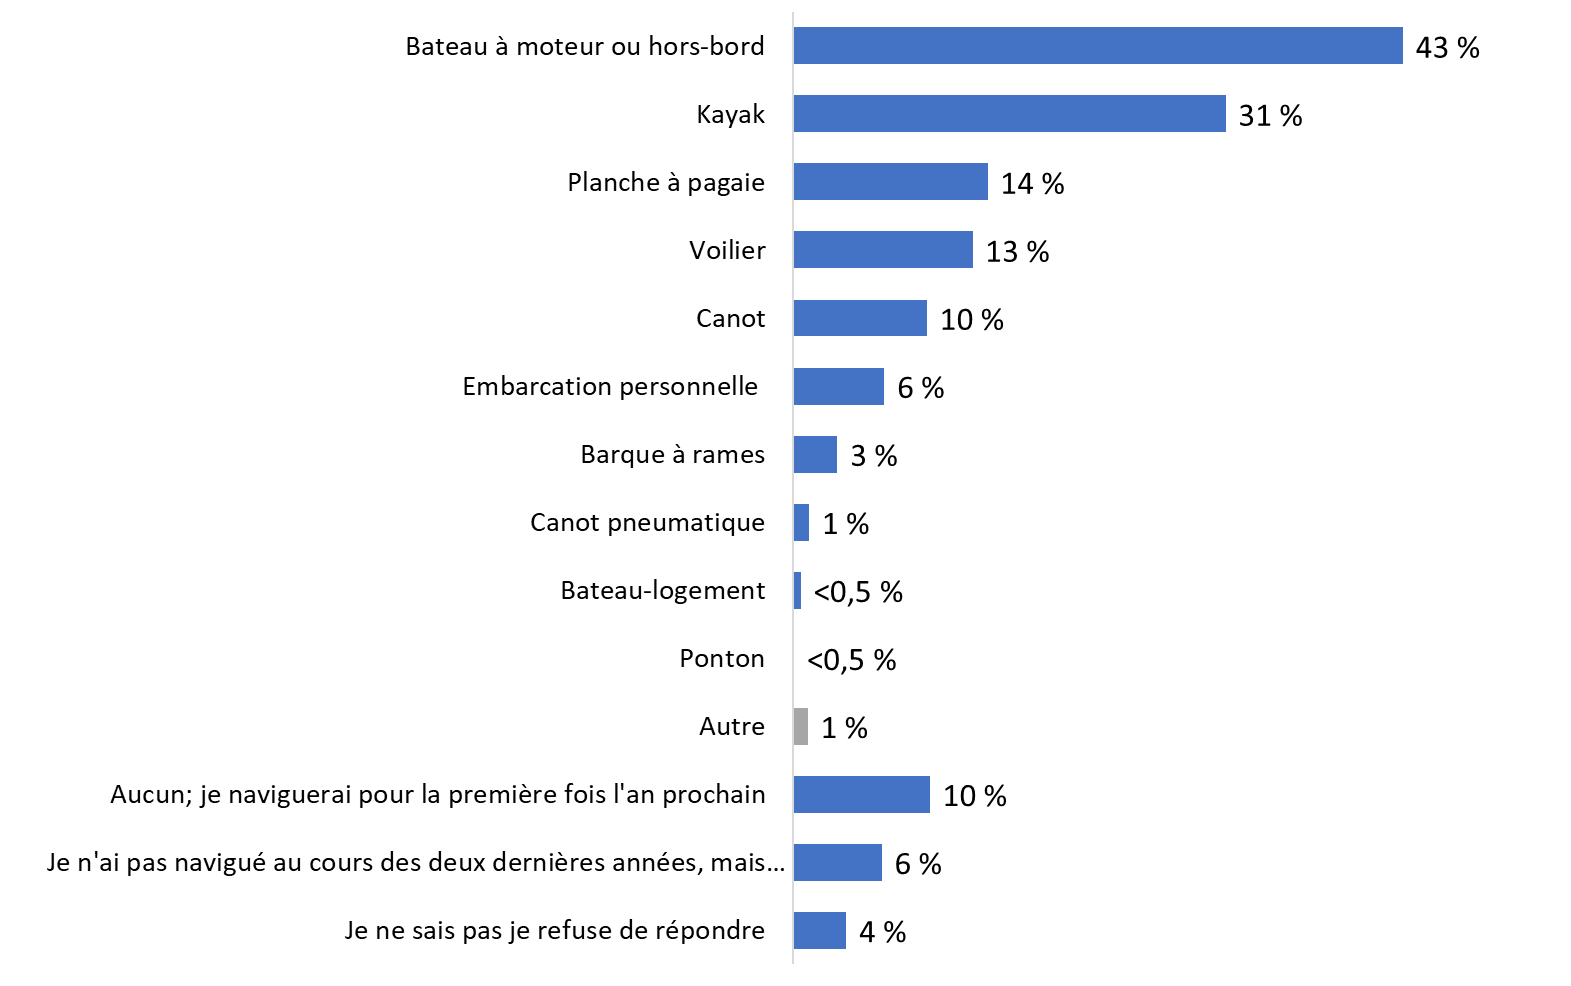 Bateau à moteur ou hors-bord 43 %
Kayak 31 %
Planche à pagaie 14 %
Voilier 13 %
Canot 10 %
Embarcation personnelle 6 %
Barque à rames 3 %
Canot pneumatique 1 %
Bateau-logement <0,5 %
Ponton <0,5 %
Autre 1 %
Aucun; je naviguerai pour la première fois l'an prochain 10 %
Je n'ai pas navigué au cours des deux dernières années, mais... 6 %
Je ne sais pas je refuse de répondre 4 %